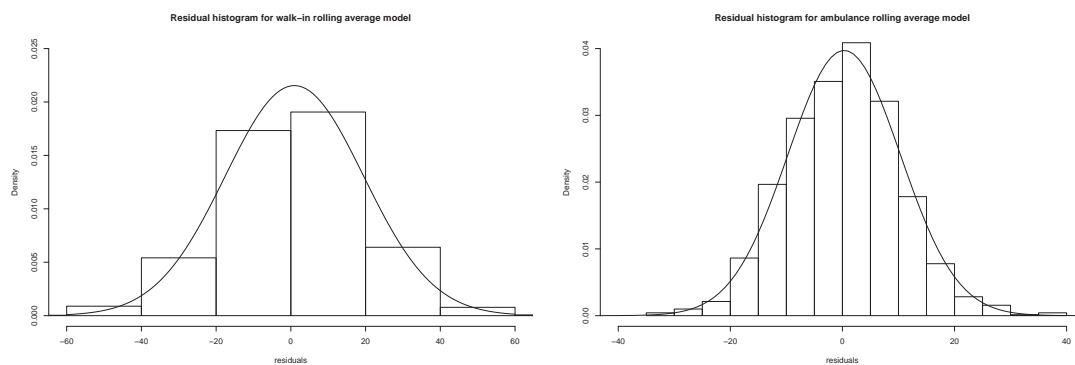 Residual histogram for walk−in rolling average model
Density
0.025
0.020
0.015
0.010
0.005
0.000
−60 −40 −20 0 20 40 60
residuals
Residual histogram for ambulance rolling average model
Density
0.04
0.03
0.02
0.01
0.00
−40 −20 0 20 40
residuals